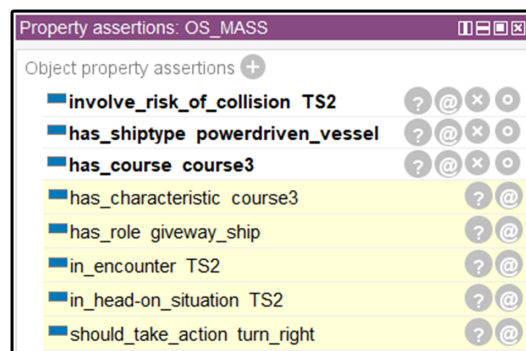 Property assertions: OS_MASS
Object property assertions
involve_risk_of_collision TS2
has_shiptype powerdriven_vessel
has_course course3
has_characteristic course3
has_role giveway_ship
in_encounter TS2
in_head-on_situation TS2
should_take_action turn_right